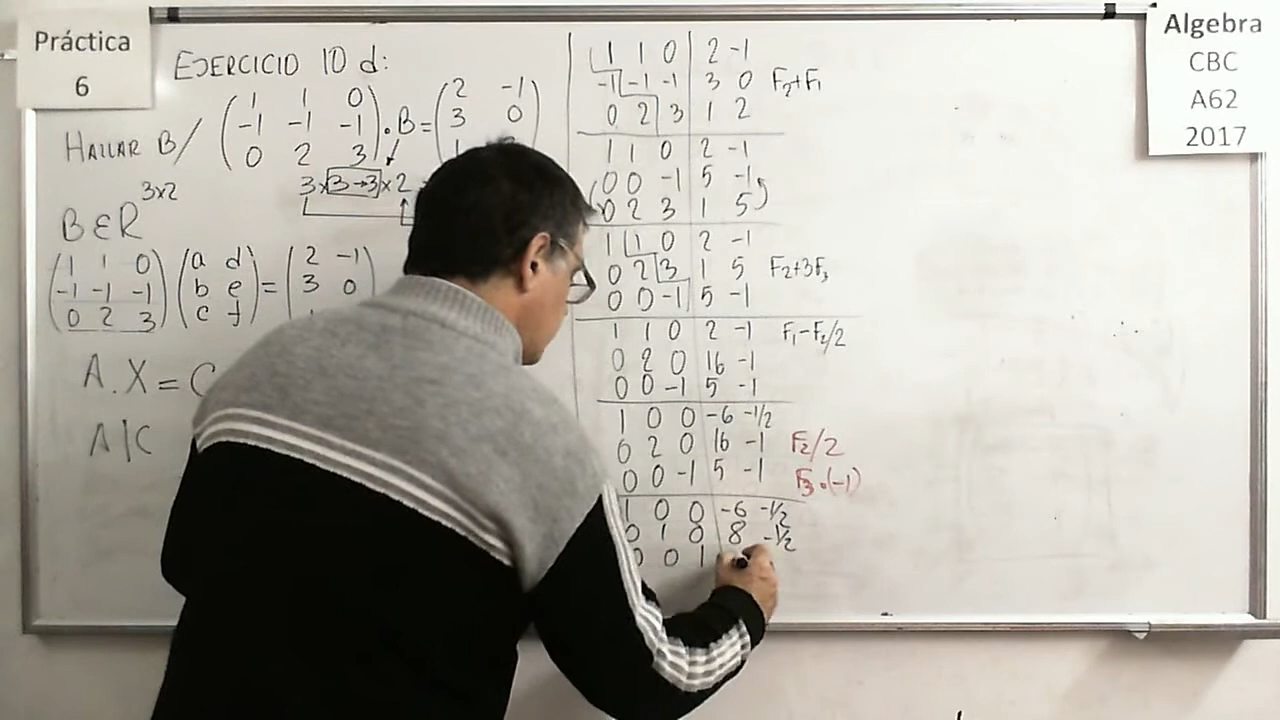 Práctica
6
EJERCICIO 10 d:
HALLAR B/ ( 1 1 0 ) . B = ( 2 -1 )
( -1 -1 -1 ) ( 3 0 )
( 0 2 3 ) ( 1
3 x 3→3 x 2
B ∈ R 3x2
( 1 1 0 ) ( a d ) = ( 2 -1 )
( -1 -1 -1 ) ( b e ) ( 3 0
( 0 2 3 ) ( c f )
A . X = C
A | C
1 1 0 | 2 -1
-1 -1 -1 | 3 0 F2+F1
0 2 3 | 1 2
1 1 0 | 2 -1
0 0 -1 | 5 -1
0 2 3 | 1 5
1 1 0 | 2 -1
0 2 3 | 1 5 F2+3F3
0 0 -1 | 5 -1
1 1 0 | 2 -1 F1-F2/2
0 2 0 | 16 -1
0 0 -1 | 5 -1
1 0 0 | -6 -1/2
0 2 0 | 16 -1 F2/2
0 0 -1 | 5 -1 F3.(-1)
1 0 0 | -6 -1/2
0 1 0 | 8 -1/2
0 0 1
Algebra
CBC
A62
2017